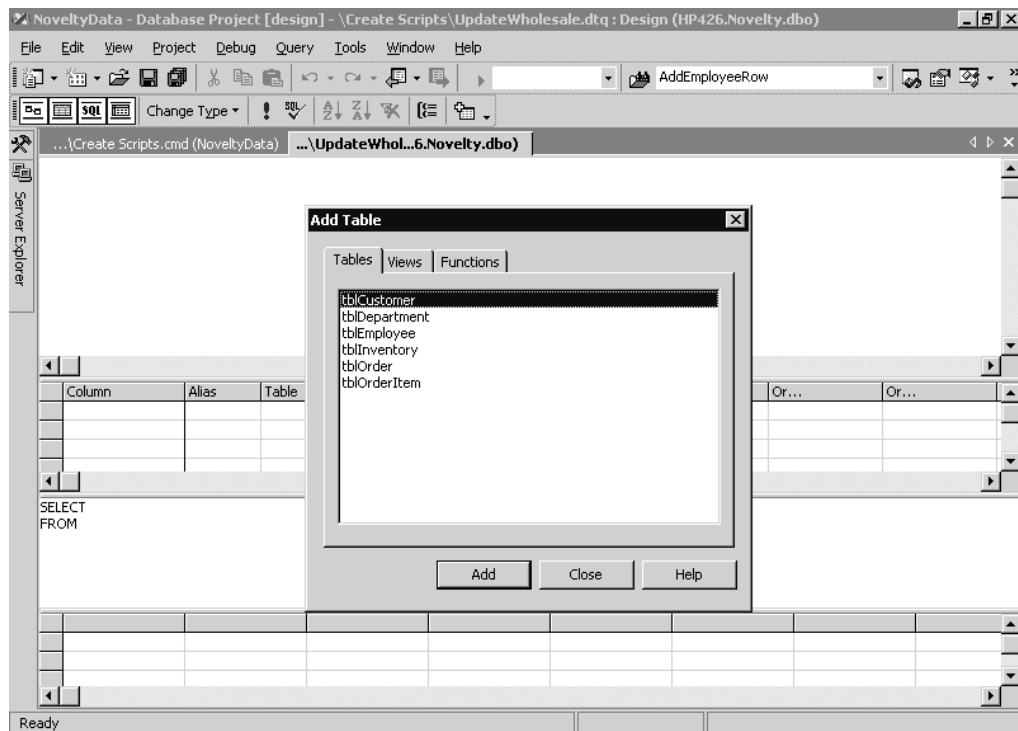 NoveltyData - Database Project [design] - \Create Scripts\UpdateWholesale.dtq : Design (HP426.Novelty.dbo)
File Edit View Project Debug Query Tools Window Help
AddEmployeeRow
SQL Change Type SQL
...\Create Scripts.cmd (NoveltyData) ...\UpdateWhol...6.Novelty.dbo)
Server Explorer
Add Table
Tables Views Functions
tblCustomer
tblDepartment
tblEmployee
tblInventory
tblOrder
tblOrderItem
Column Alias Table Or... Or...
SELECT
FROM
Add Close Help
Ready